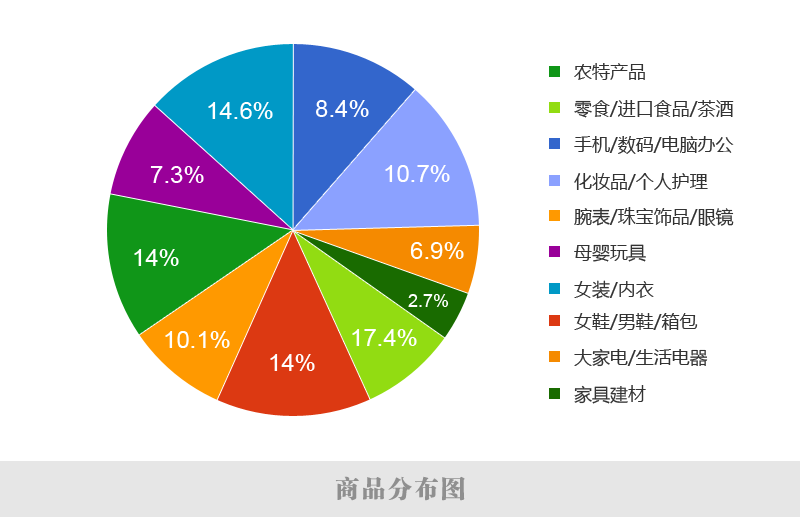 14.6%
8.4%
10.7%
7.3%
6.9%
14%
2.7%
10.1%
17.4%
14%
农特产品
零食/进口食品/茶酒
手机/数码/电脑办公
化妆品/个人护理
腕表/珠宝饰品/眼镜
母婴玩具
女装/内衣
女鞋/男鞋/箱包
大家电/生活电器
家具建材
商品分布图